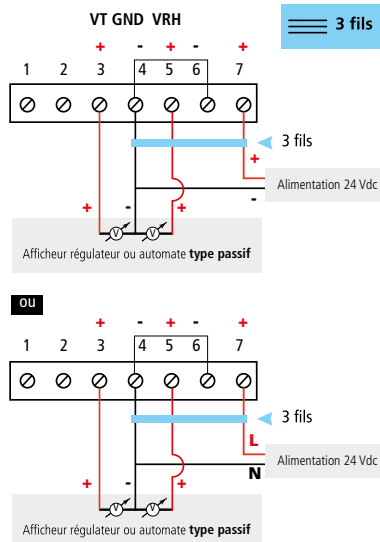 VT GND VRH
3 fils
+ - + - +
1 2 3 4 5 6 7
3 fils
+
Alimentation 24 Vdc
-
+ - +
V V
Afficheur régulateur ou automate type passif
ou
+ - + - +
1 2 3 4 5 6 7
3 fils
L
Alimentation 24 Vdc
N
+ - +
V V
Afficheur régulateur ou automate type passif